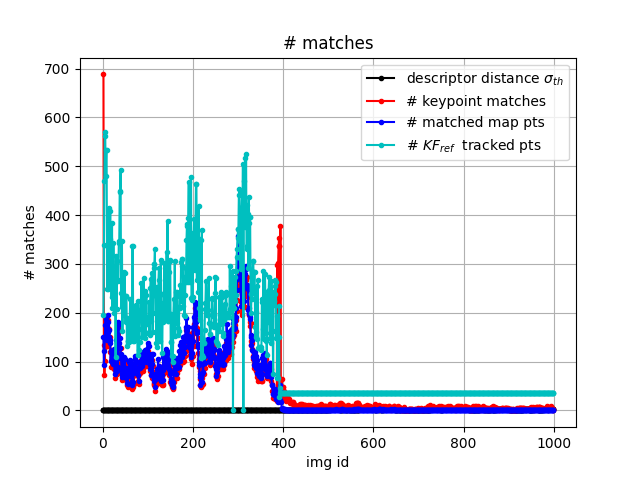 # matches
700
600
500
400
300
200
100
0
# matches
descriptor distance σ_th
# keypoint matches
# matched map pts
# KF_ref tracked pts
0
200
400
600
800
1000
img id